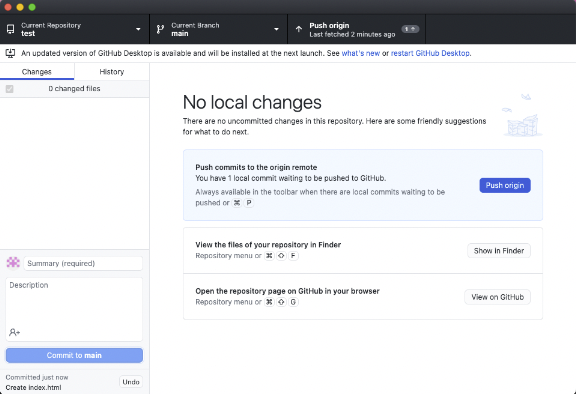 Current Repository
test
Current Branch
main
Push origin
Last fetched 2 minutes ago
1
An updated version of GitHub Desktop is available and will be installed at the next launch. See what's new or restart GitHub Desktop.
Changes
History
0 changed files
No local changes
There are no uncommitted changes in this repository. Here are some friendly suggestions
for what to do next.
Push commits to the origin remote
You have 1 local commit waiting to be pushed to GitHub.
Always available in the toolbar when there are local commits waiting to be
pushed or ⌘ P
Push origin
View the files of your repository in Finder
Repository menu or ⌘ ⇧ F
Show in Finder
Open the repository page on GitHub in your browser
Repository menu or ⌘ ⇧ G
View on GitHub
Summary (required)
Description
Commit to main
Committed just now
Create index.html
Undo